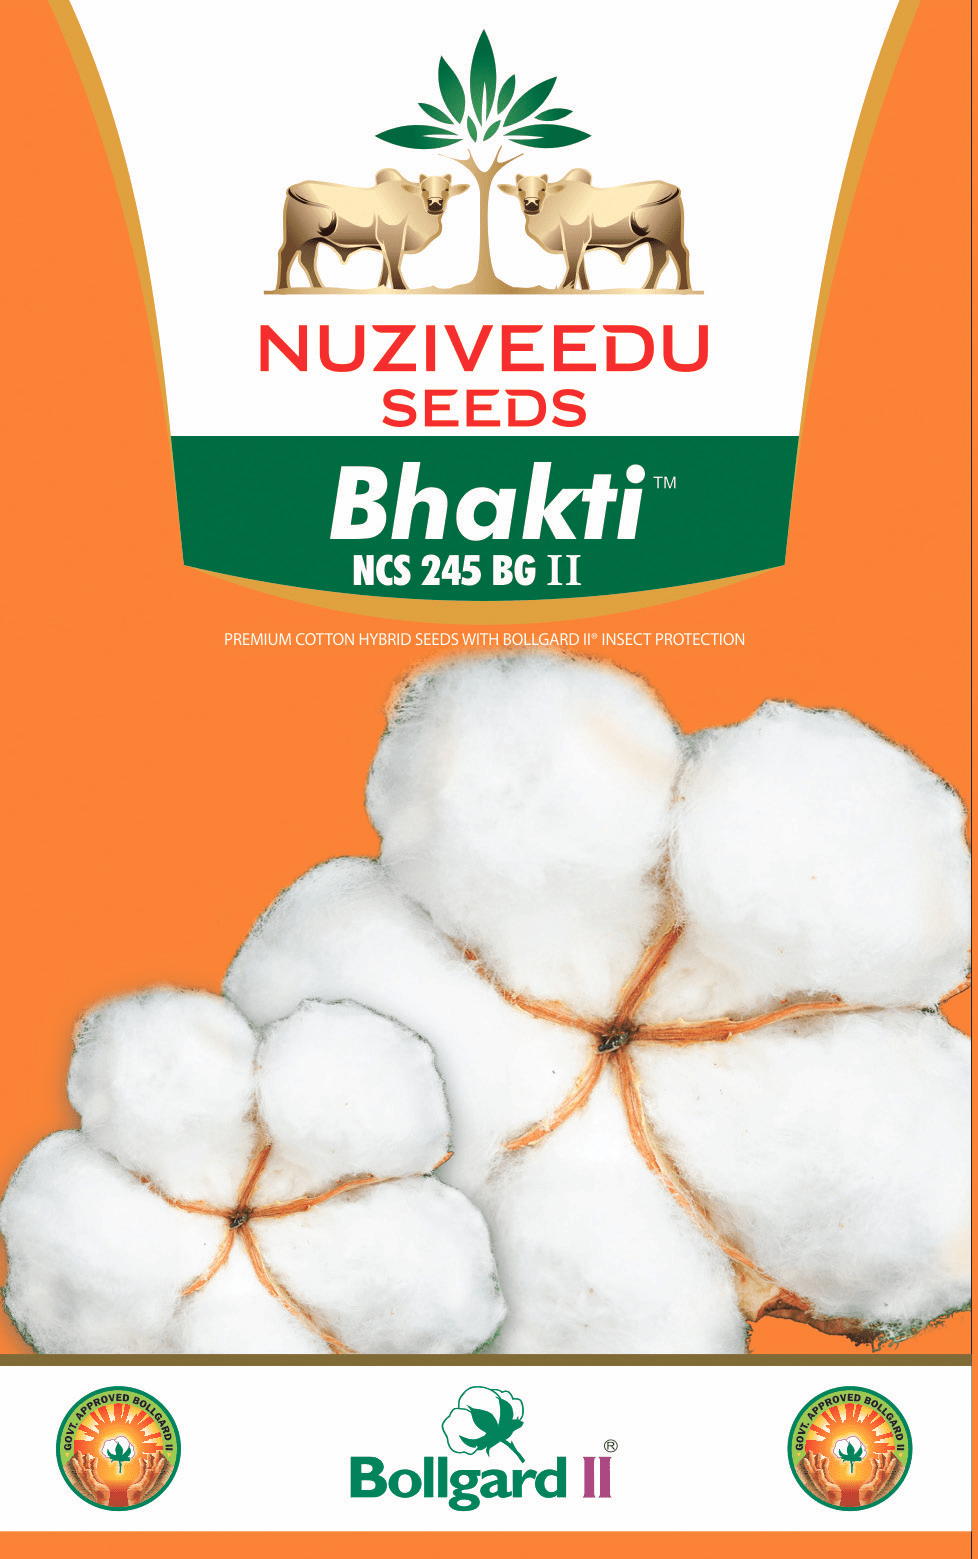 NUZIVEEDU
SEEDS
Bhakti™
NCS 245 BG II
PREMIUM COTTON HYBRID SEEDS WITH BOLLGARD II® INSECT PROTECTION
GOVT. APPROVED BOLLGARD II
Bollgard II®
GOVT. APPROVED BOLLGARD II